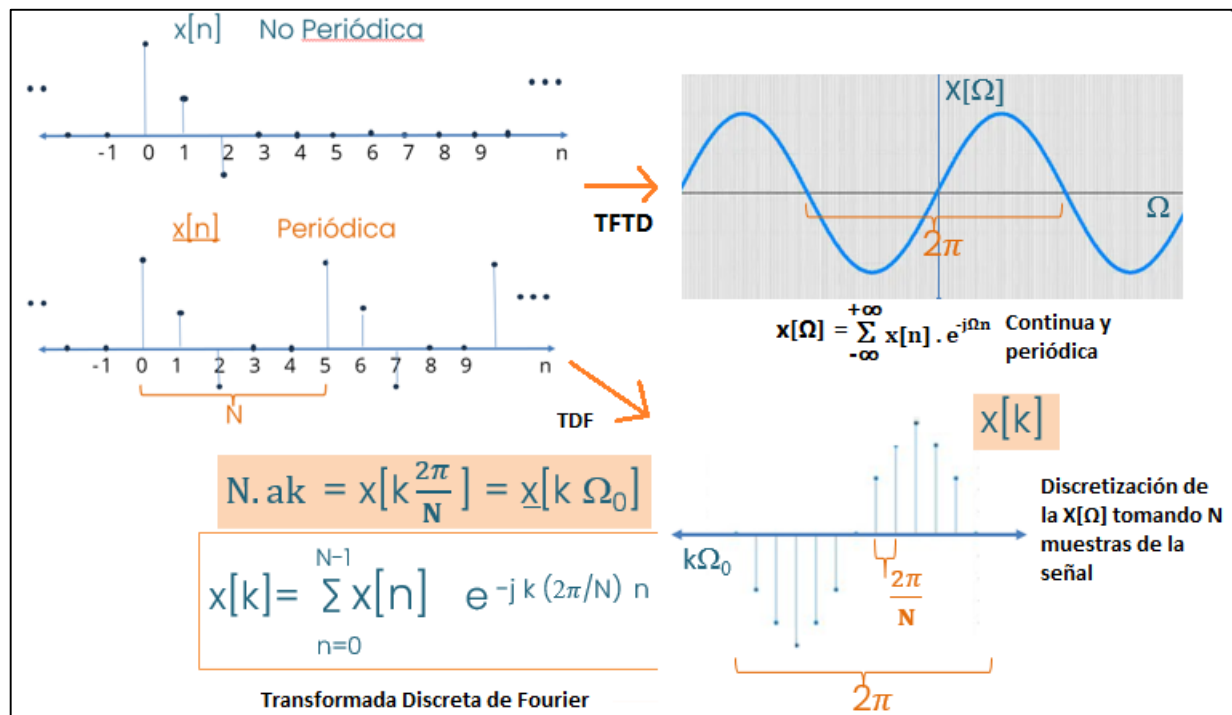 x[n] No Periódica
•• •••
-1 0 1 2 3 4 5 6 7 8 9 n
x[n] Periódica
•• •••
-1 0 1 2 3 4 5 6 7 8 9 n
N
TFTD
X[Ω]
Ω
2π
x[Ω] = +∞ Σ -∞ x[n] . e^-jΩn Continua y
periódica
TDF
x[k]
N. ak = x[k 2π/N] = x[k Ω₀]
Discretización de
la X[Ω] tomando N
muestras de la
señal
kΩ₀
2π/N
2π
x[k]= N-1 Σ n=0 x[n] e^-j k (2π/N) n
Transformada Discreta de Fourier